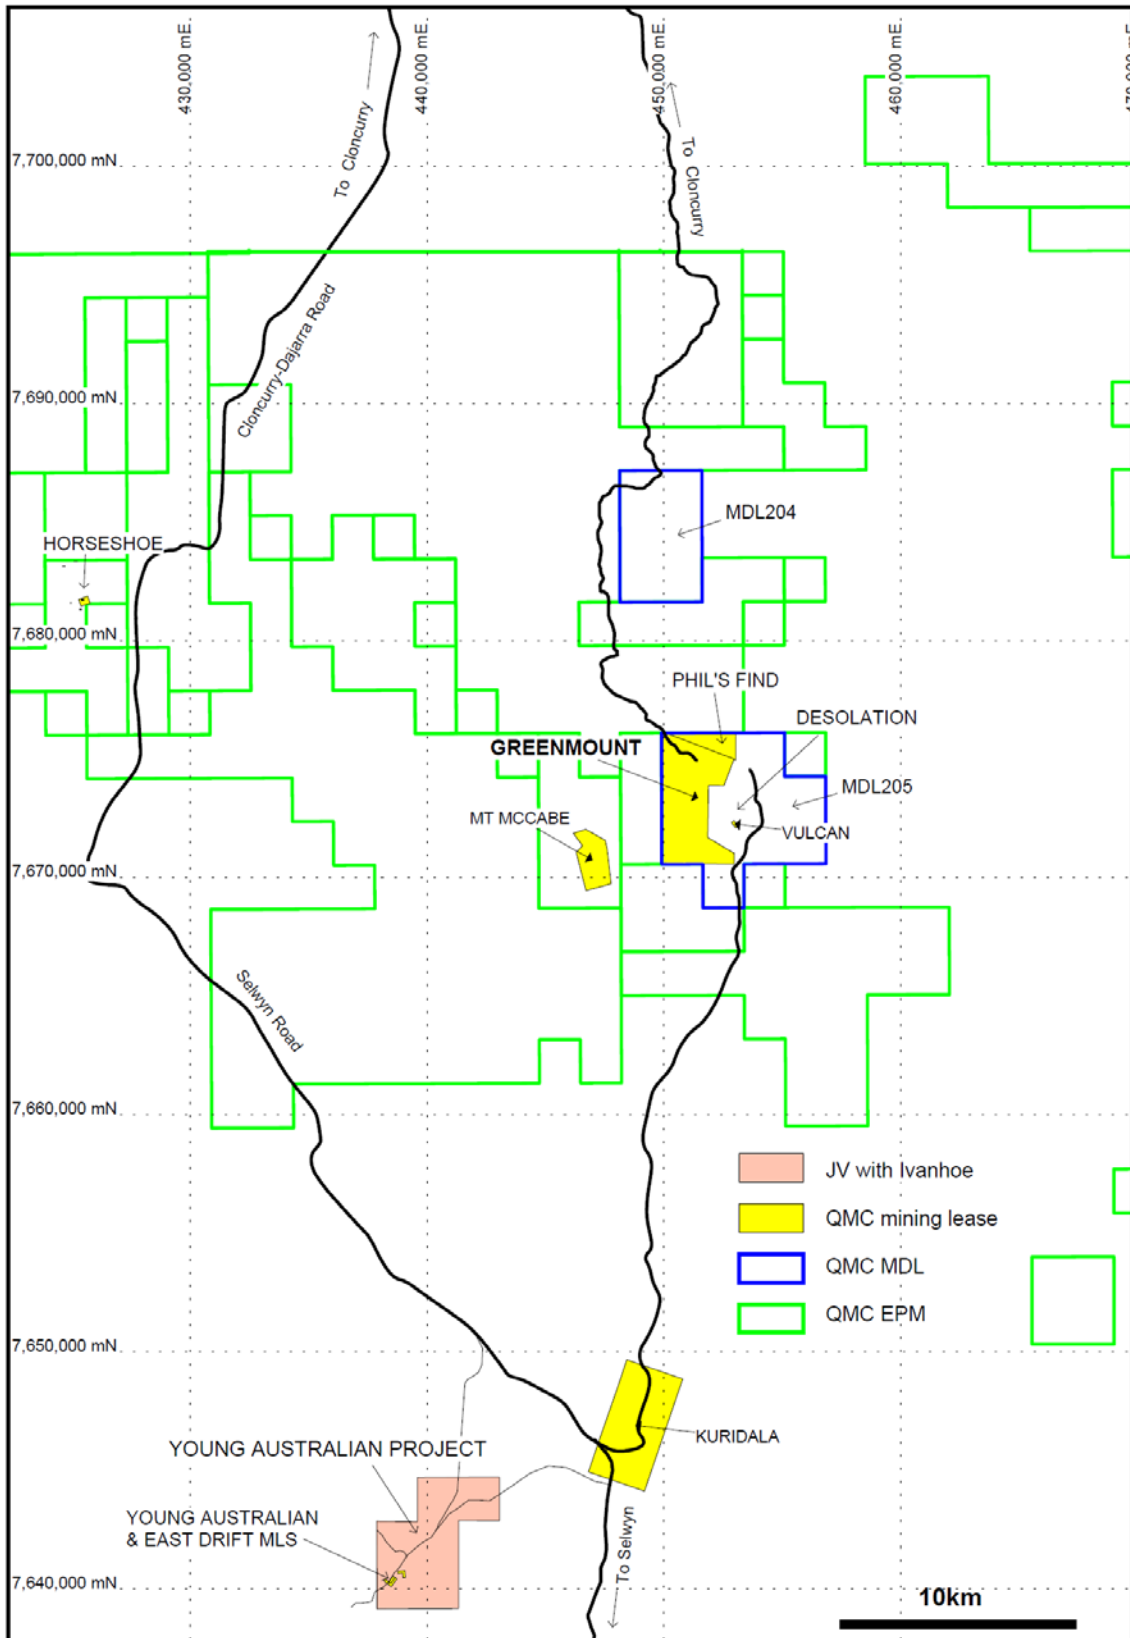 430,000 mE
440,000 mE
450,000 mE
460,000 mE
To Cloncurry
To Cloncurry
7,700,000 mN
Cloncurry-Dajarra Road
7,690,000 mN
MDL204
HORSESHOE
7,680,000 mN
PHIL'S FIND
DESOLATION
GREENMOUNT
MDL205
MT MCCABE
VULCAN
7,670,000 mN
Selwyn Road
7,660,000 mN
JV with Ivanhoe
QMC mining lease
QMC MDL
QMC EPM
7,650,000 mN
KURIDALA
YOUNG AUSTRALIAN PROJECT
YOUNG AUSTRALIAN
& EAST DRIFT MLS
To Selwyn
7,640,000 mN
10km